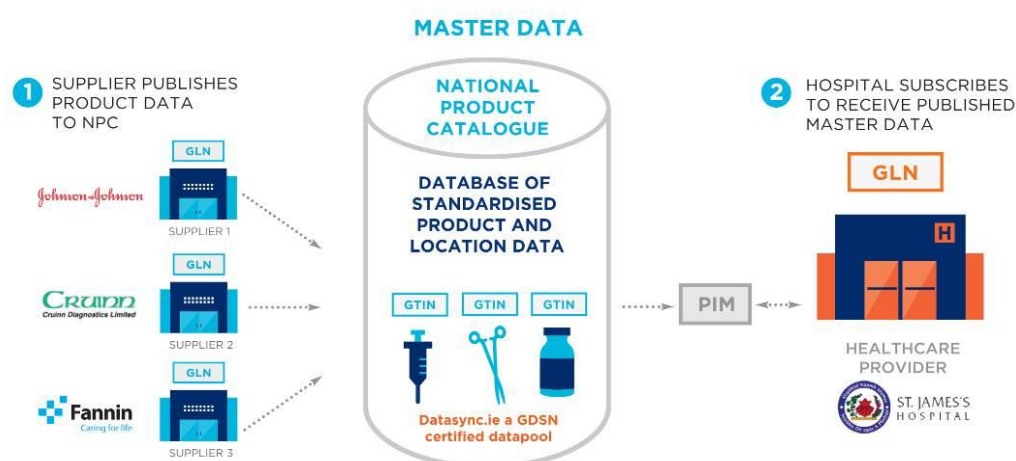 MASTER DATA
1
SUPPLIER PUBLISHES
PRODUCT DATA
TO NPC
GLN
Johnson & Johnson
SUPPLIER 1
GLN
CRUINN
Cruinn Diagnostics Limited
SUPPLIER 2
GLN
Fannin
Caring for life
SUPPLIER 3
NATIONAL
PRODUCT
CATALOGUE
DATABASE OF
STANDARDISED
PRODUCT AND
LOCATION DATA
GTIN
GTIN
GTIN
Datasync.ie a GDSN
certified datapool
PIM
2
HOSPITAL SUBSCRIBES
TO RECEIVE PUBLISHED
MASTER DATA
GLN
H
HEALTHCARE
PROVIDER
ST. JAMES'S
HOSPITAL